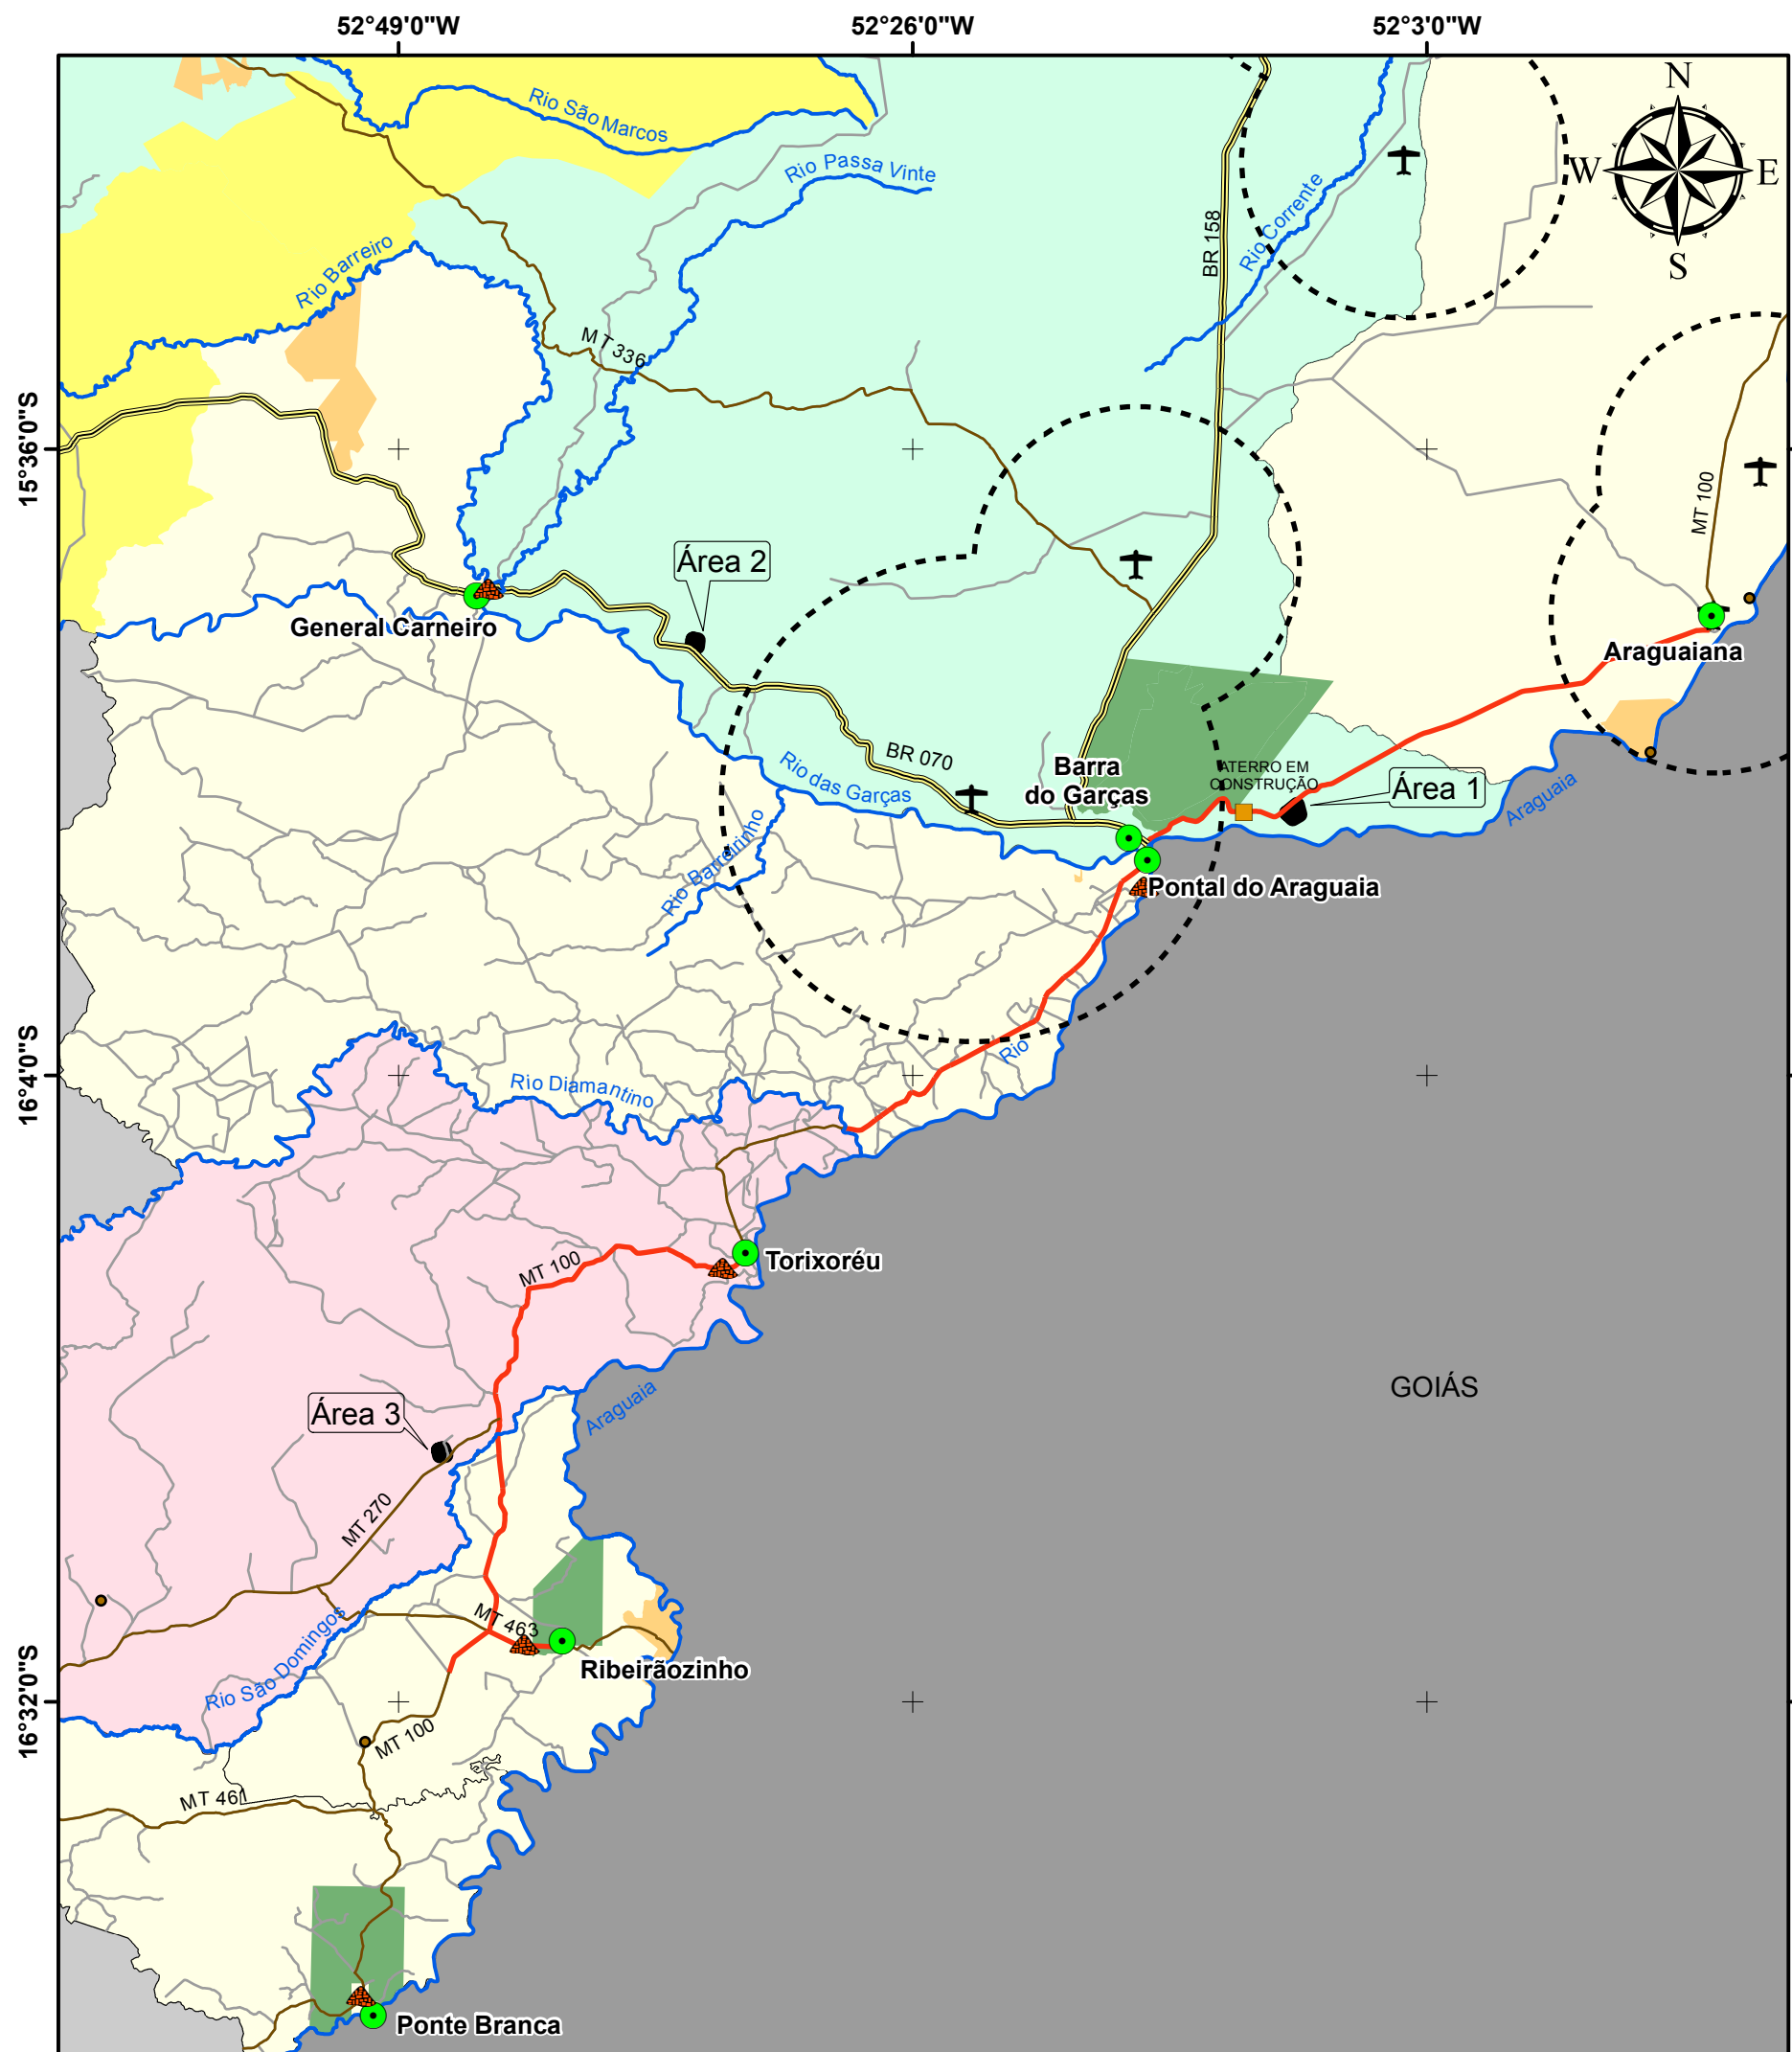 52°49'0"W
52°26'0"W
52°3'0"W
N
W
E
S
Rio São Marcos
Rio Passa Vinte
Rio Corrente
BR 158
Rio Barreiro
MT 336
15°36'0"S
MT 100
Área 2
General Carneiro
Araguaiana
BR 070
Rio das Garças
Barra
do Garças
ATERRO EM
CONSTRUÇÃO
Área 1
Araguaia
Rio Barreirinho
Pontal do Araguaia
Rio
16°4'0"S
Rio Diamantino
Torixoréu
MT 100
GOIÁS
Araguaia
Área 3
MT 270
MT 463
Ribeirãozinho
Rio São Domingos
16°32'0"S
MT 100
MT 461
Ponte Branca